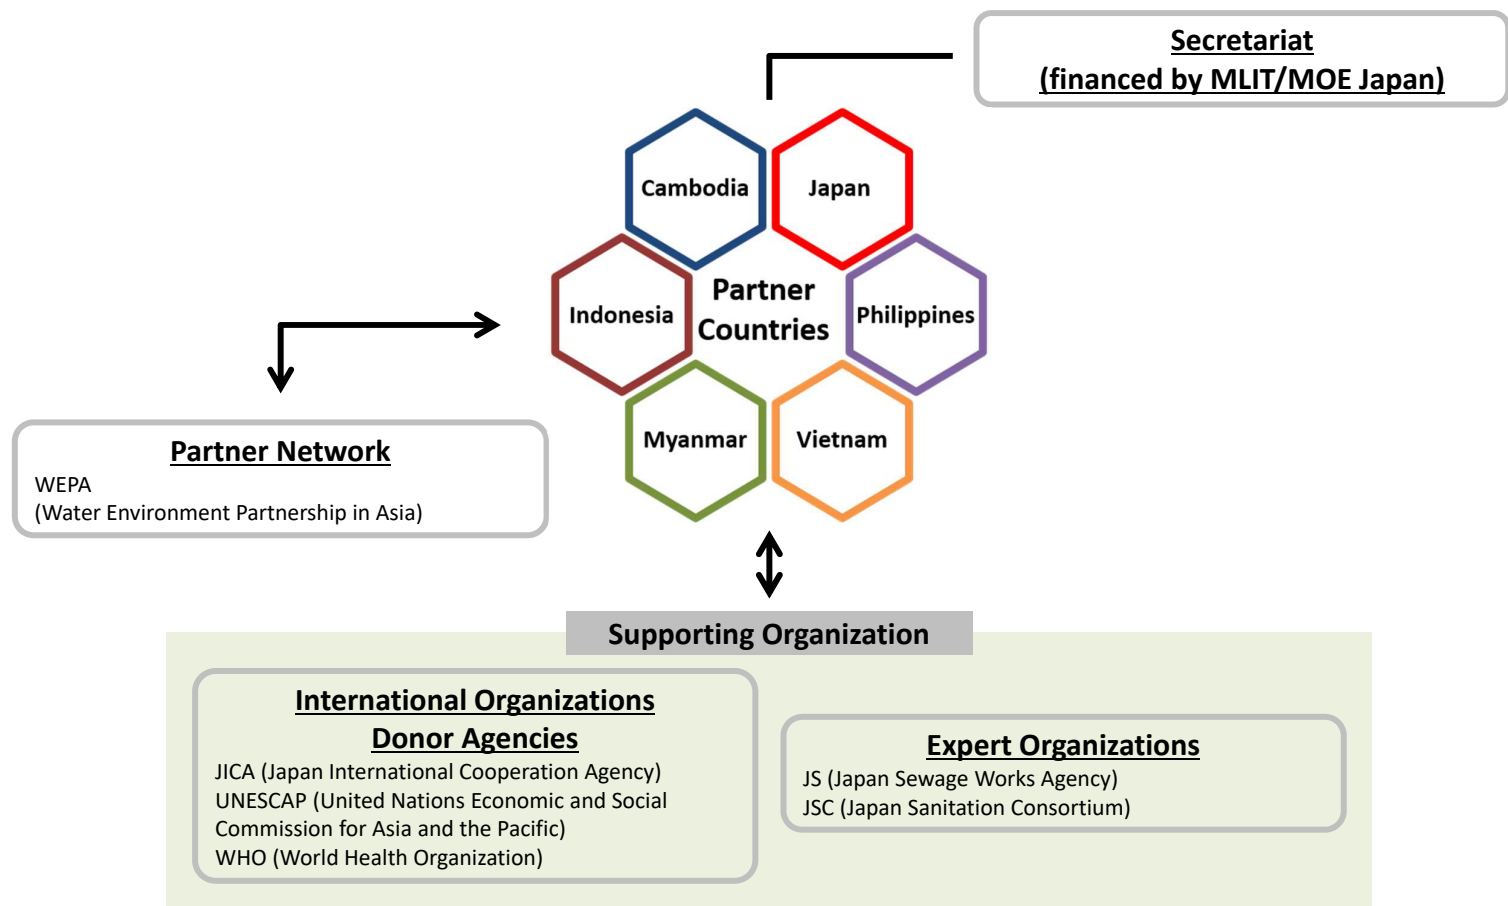 Secretariat
(financed by MLIT/MOE Japan)
Cambodia
Japan
Indonesia
Partner
Countries
Philippines
Myanmar
Vietnam
Partner Network
WEPA
(Water Environment Partnership in Asia)
Supporting Organization
International Organizations
Donor Agencies
JICA (Japan International Cooperation Agency)
UNESCAP (United Nations Economic and Social
Commission for Asia and the Pacific)
WHO (World Health Organization)
Expert Organizations
JS (Japan Sewage Works Agency)
JSC (Japan Sanitation Consortium)